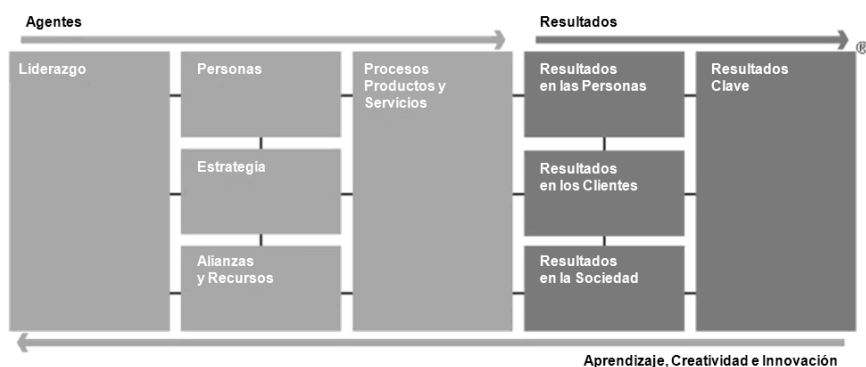 Agentes
Resultados
®
Liderazgo
Personas
Procesos
Productos y
Servicios
Resultados
en las Personas
Resultados
Clave
Estrategia
Resultados
en los Clientes
Alianzas
y Recursos
Resultados
en la Sociedad
Aprendizaje, Creatividad e Innovación